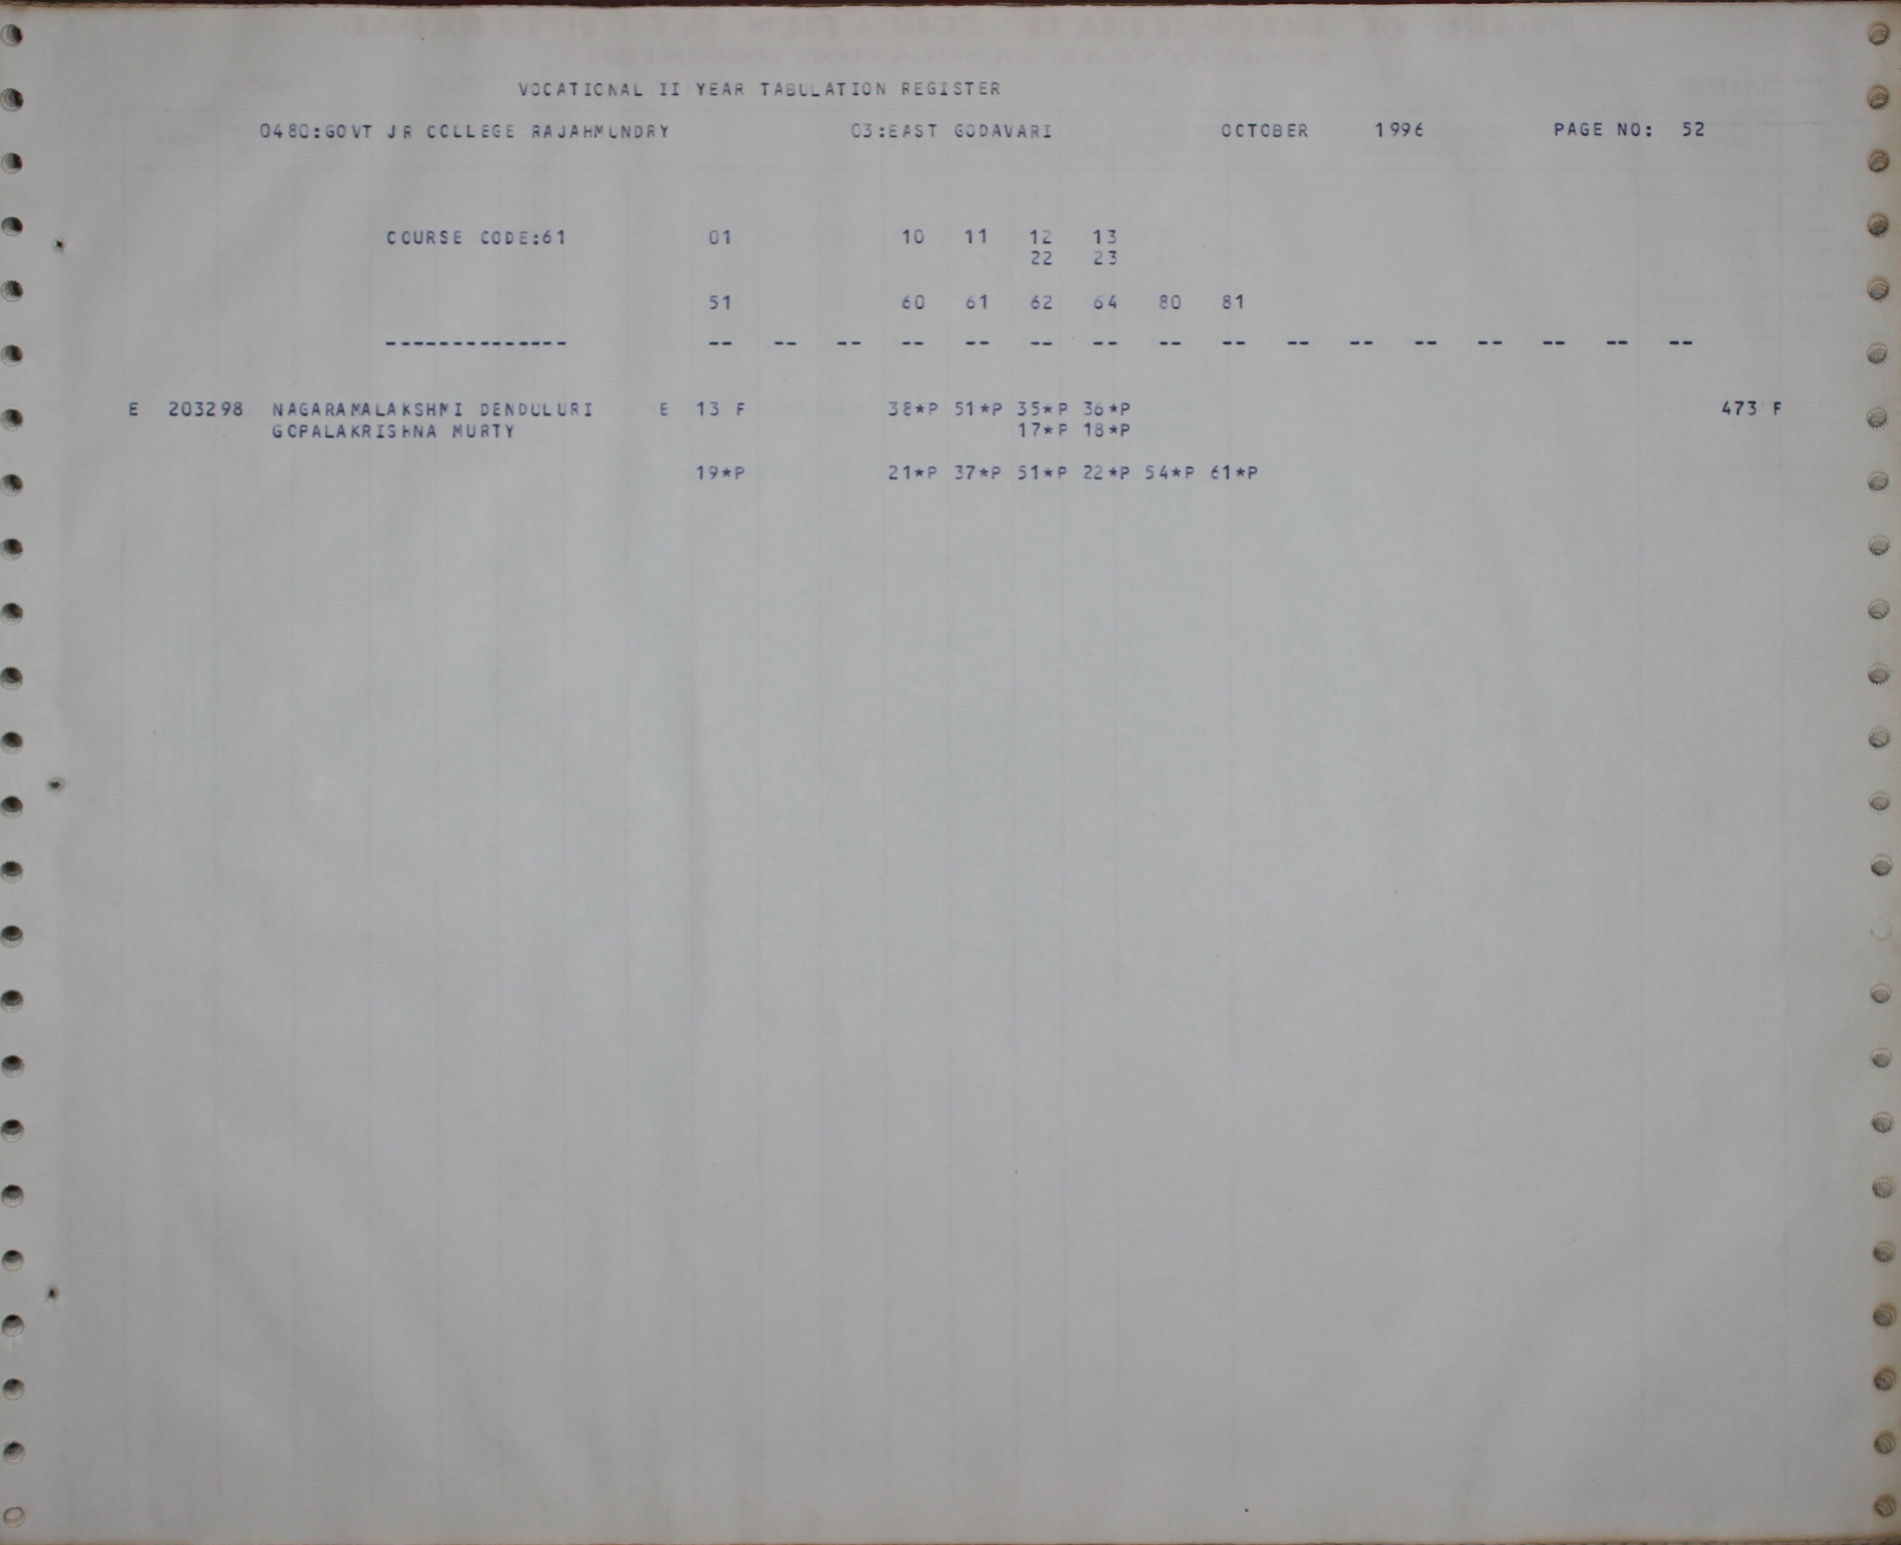 VOCATIONAL II YEAR TABULATION REGISTER
0480:GOVT JR COLLEGE RAJAHMUNDRY 03:EAST GODAVARI OCTOBER 1996 PAGE NO: 52
COURSE CODE:61 01 10 11 12 13
22 23
51 60 61 62 64 80 81
-------------- -- -- -- -- -- -- -- -- -- -- -- -- -- -- -- --
E 203298 NAGARAMALAKSHMI DENDULURI E 13 F 38*P 51*P 35*P 36*P 473 F
GOPALAKRISHNA MURTY 17*P 18*P
19*P 21*P 37*P 51*P 22*P 54*P 61*P